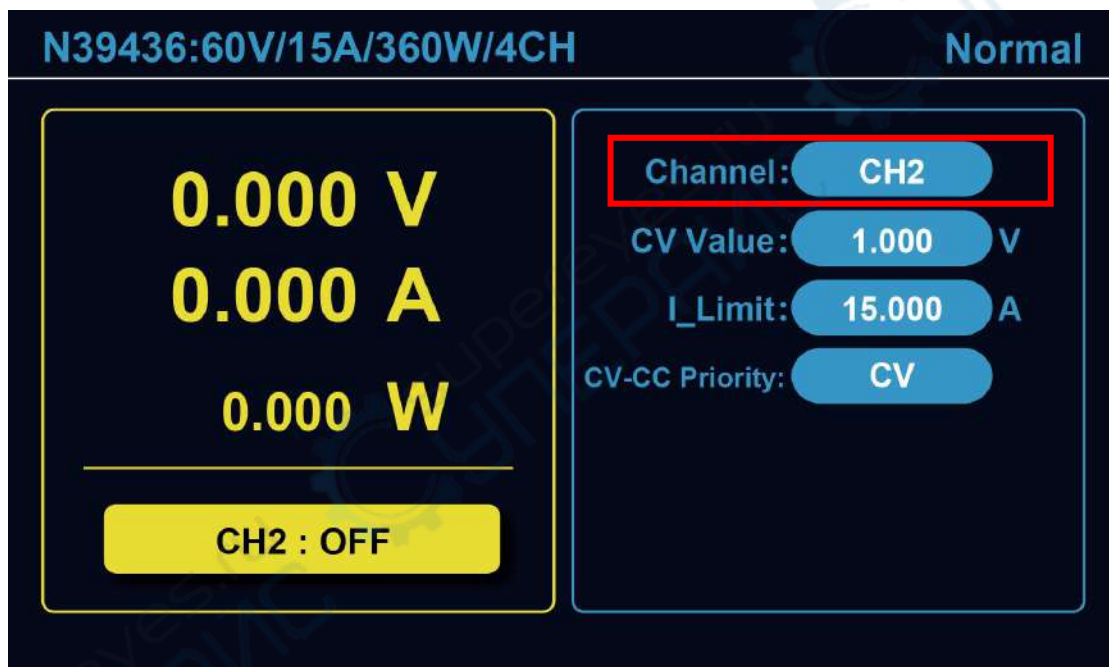 N39436:60V/15A/360W/4CH Normal
0.000 V
0.000 A
0.000 W
CH2 : OFF
Channel: CH2
CV Value: 1.000 V
I_Limit: 15.000 A
CV-CC Priority: CV